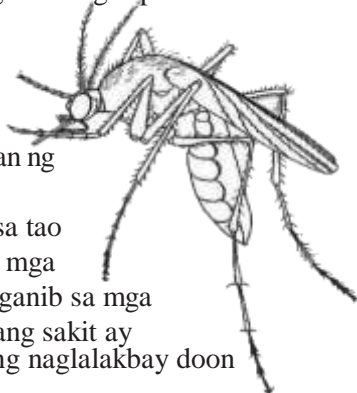 an ng
sa tao
mga
ganib sa mga
ang sakit ay
ng naglalakbay doon